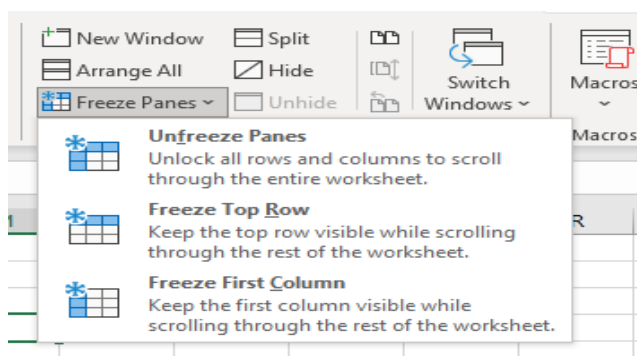 New Window
Split
Arrange All
Hide
Freeze Panes
Unhide
Switch
Windows
Macros
Macros
Unfreeze Panes
Unlock all rows and columns to scroll
through the entire worksheet.
Freeze Top Row
Keep the top row visible while scrolling
through the rest of the worksheet.
Freeze First Column
Keep the first column visible while
scrolling through the rest of the worksheet.
R